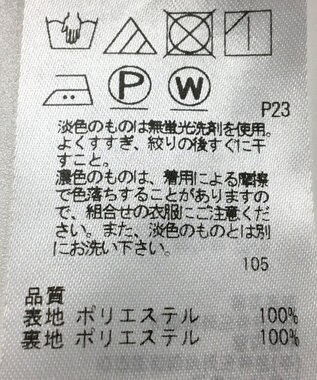 P W
P23
淡色のものは無蛍光洗剤を使用。
よくすすぎ、絞りの後すぐに干
すこと。
濃色のものは、着用による摩擦
で色落ちすることがありますの
で、組合せの衣服にご注意くだ
さい。また、淡色のものとは別
にお洗い下さい。
105
品質
表地 ポリエステル 100%
裏地 ポリエステル 100%